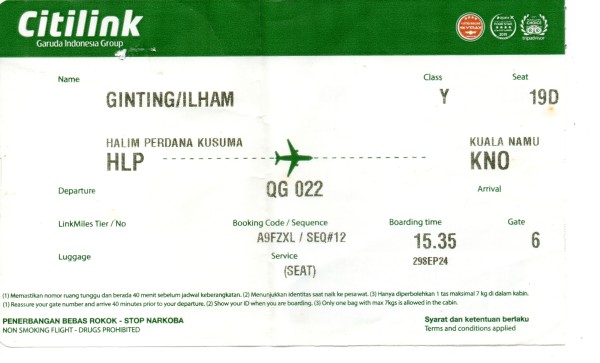 Citilink
Garuda Indonesia Group
tripadvisor
Name
Class
Seat
GINTING/ILHAM
Y
19D
HALIM PERDANA KUSUMA
KUALA NAMU
HLP
KNO
Departure
QG 022
Arrival
LinkMiles Tier / No
Booking Code / Sequence
Boarding time
Gate
A9FZXL / SEQ#12
15.35
6
Luggage
Service
29SEP24
(SEAT)
(1) Memastikan nomor ruang tunggu dan berada 40 menit sebelum jadwal keberangkatan. (2) Menunjukkan identitas saat naik ke pesawat. (3) Hanya diperbolehkan 1 tas maksimal 7 kg di dalam kabin.
(1) Reassure your gate number and arrive 40 minutes prior to your departure. (2) Show your ID when you are boarding. (3) Only one bag with max 7kgs is allowed in the cabin.
PENERBANGAN BEBAS ROKOK - STOP NARKOBA
Syarat dan ketentuan berlaku
NON SMOKING FLIGHT - DRUGS PROHIBITED
Terms and conditions applied